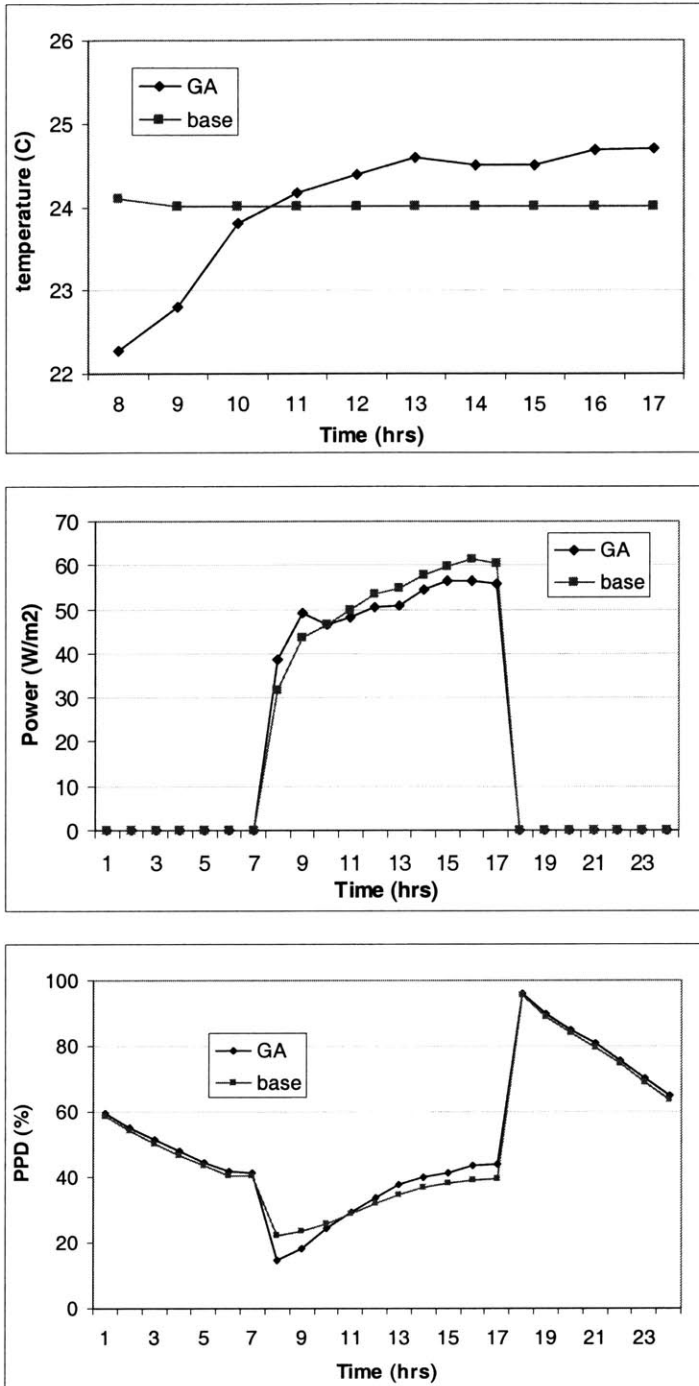 26
25
24
23
22
temperature (C)
GA
base
8 9 10 11 12 13 14 15 16 17
Time (hrs)
70
60
50
40
30
20
10
0
Power (W/m2)
GA
base
1 3 5 7 9 11 13 15 17 19 21 23
Time (hrs)
100
80
60
40
20
0
PPD (%)
GA
base
1 3 5 7 9 11 13 15 17 19 21 23
Time (hrs)